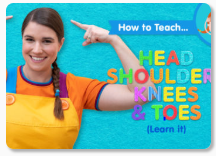 How to Teach...
HEAD
SHOULDERS
KNEES
& TOES
(Learn it)